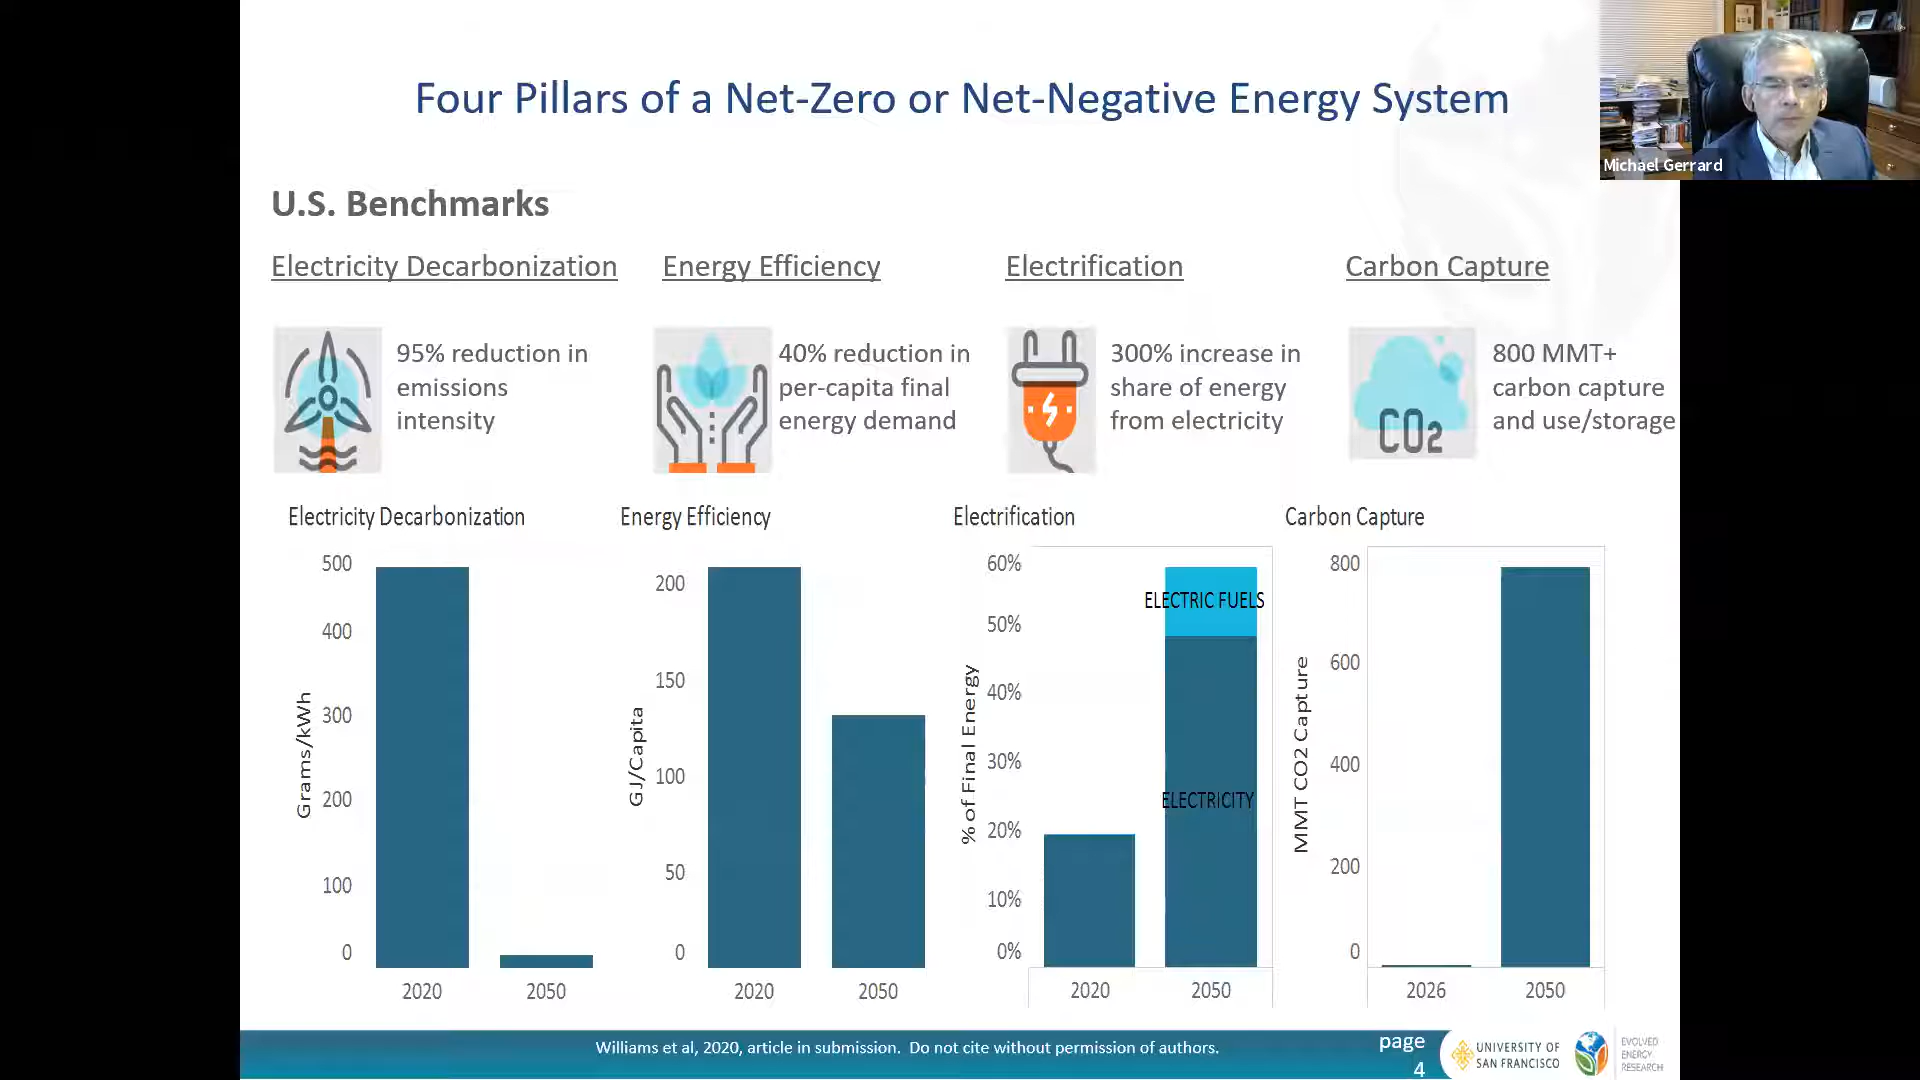 Four Pillars of a Net-Zero or Net-Negative Energy System
Michael Gerrard
U.S. Benchmarks
Electricity Decarbonization
Energy Efficiency
Electrification
Carbon Capture
95% reduction in
emissions
intensity
40% reduction in
per-capita final
energy demand
300% increase in
share of energy
from electricity
CO2
800 MMT+
carbon capture
and use/storage
Electricity Decarbonization
Grams/kWh
500
400
300
200
100
0
2020
2050
Energy Efficiency
GJ/Capita
200
150
100
50
0
2020
2050
Electrification
% of Final Energy
60%
50%
40%
30%
20%
10%
0%
ELECTRIC FUELS
ELECTRICITY
2020
2050
Carbon Capture
MMT CO2 Capture
800
600
400
200
0
2026
2050
Williams et al, 2020, article in submission. Do not cite without permission of authors.
page
4
UNIVERSITY OF
SAN FRANCISCO
EVOLVED
ENERGY
RESEARCH